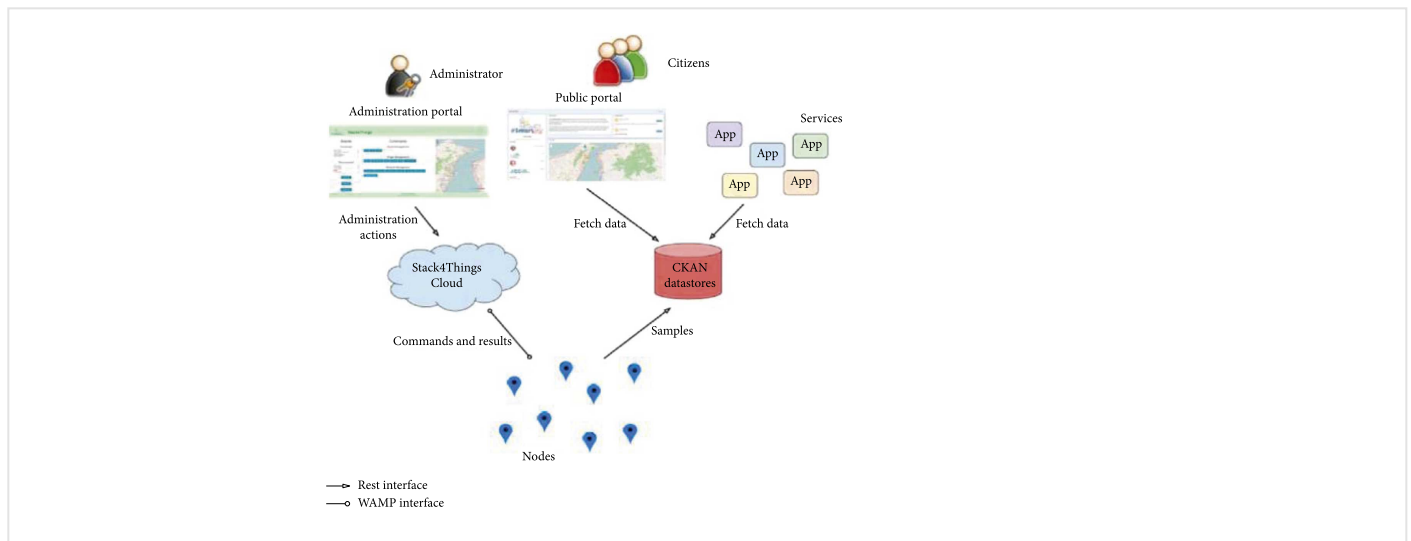 Administrator
Citizens
Administration portal
Public portal
Services
App
App
App
App
App
Administration
actions
Fetch data
Fetch data
Stack4Things
Cloud
CKAN
datastores
Commands and results
Samples
Nodes
Rest interface
WAMP interface